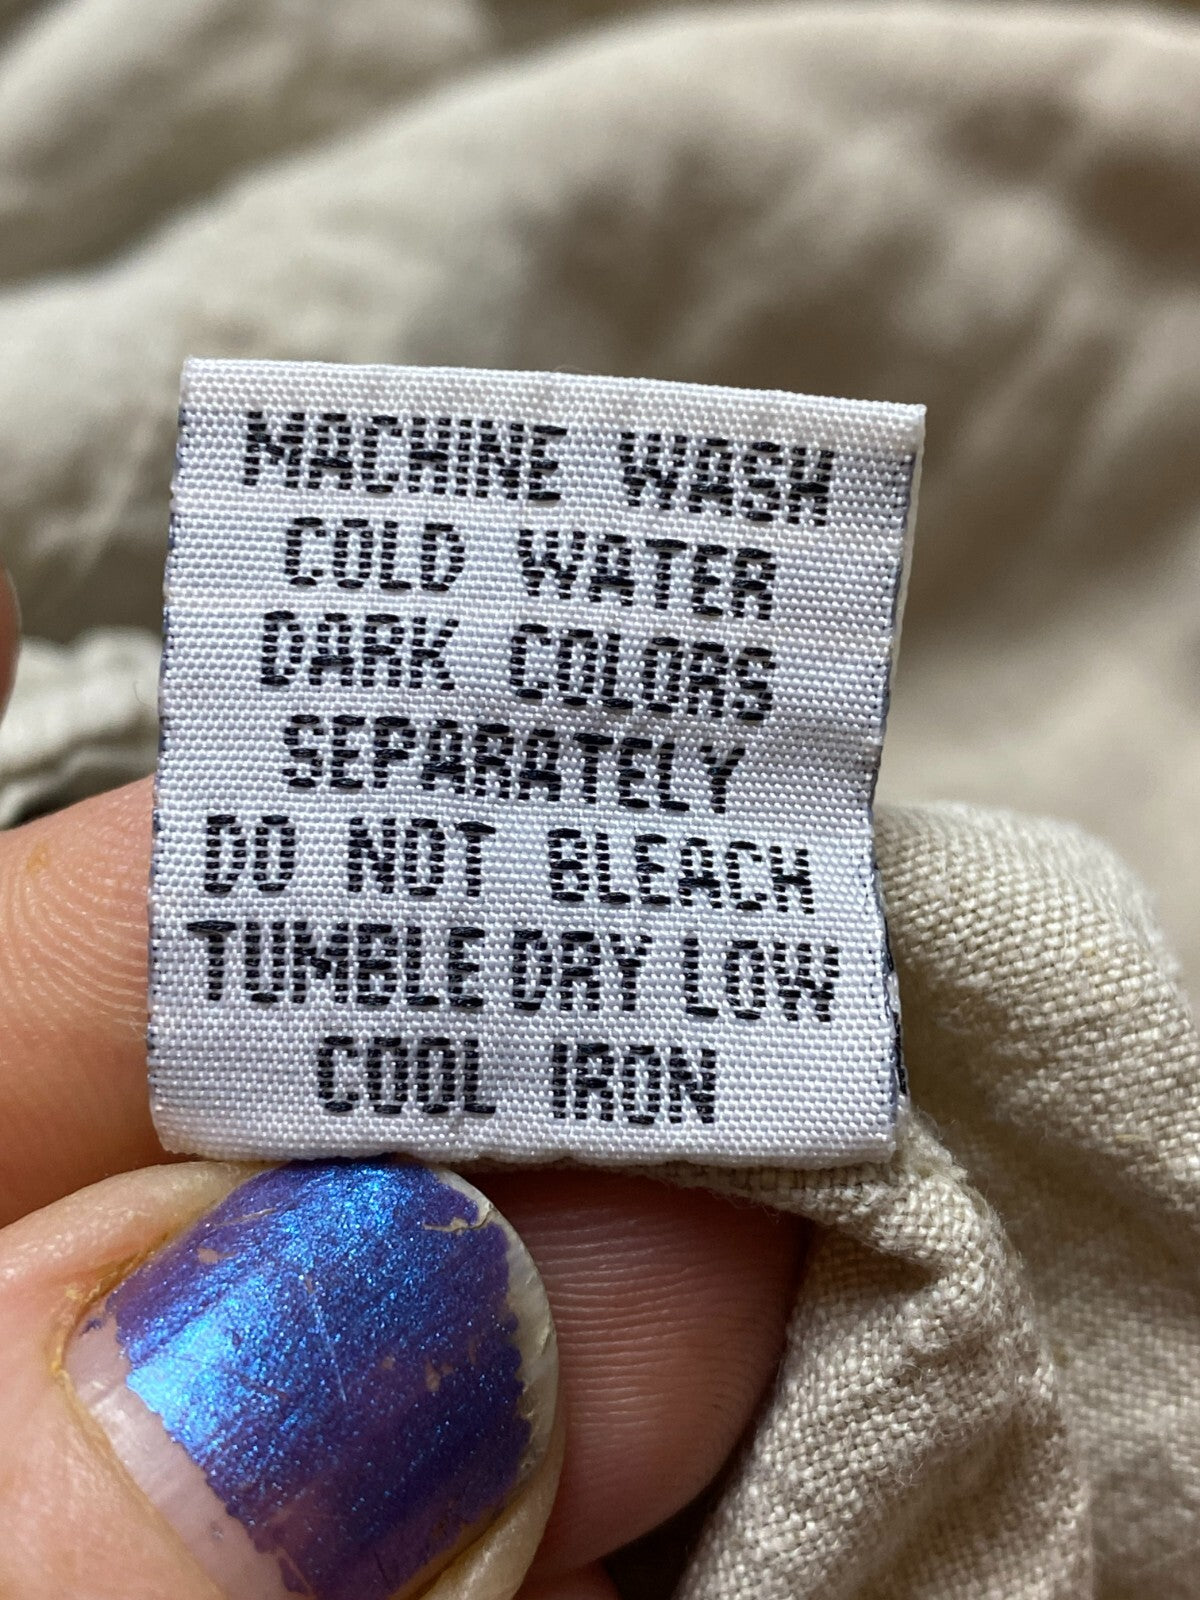 MACHINE WASH
COLD WATER
DARK COLORS
SEPARATELY
DO NOT BLEACH
TUMBLE DRY LOW
COOL IRON